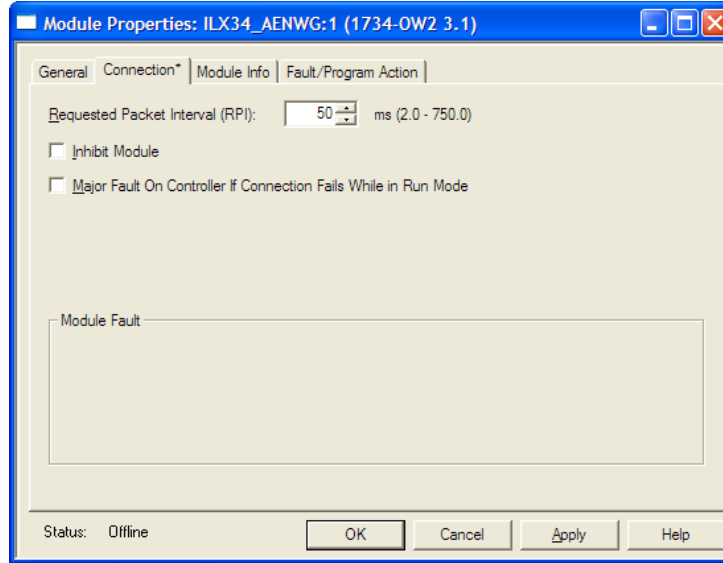 Module Properties: ILX34_AENWG:1 (1734-OW2 3.1)
General Connection* Module Info Fault/Program Action
Requested Packet Interval (RPI): 50 ms (2.0 - 750.0)
Inhibit Module
Major Fault On Controller If Connection Fails While in Run Mode
Module Fault
Status: Offline OK Cancel Apply Help